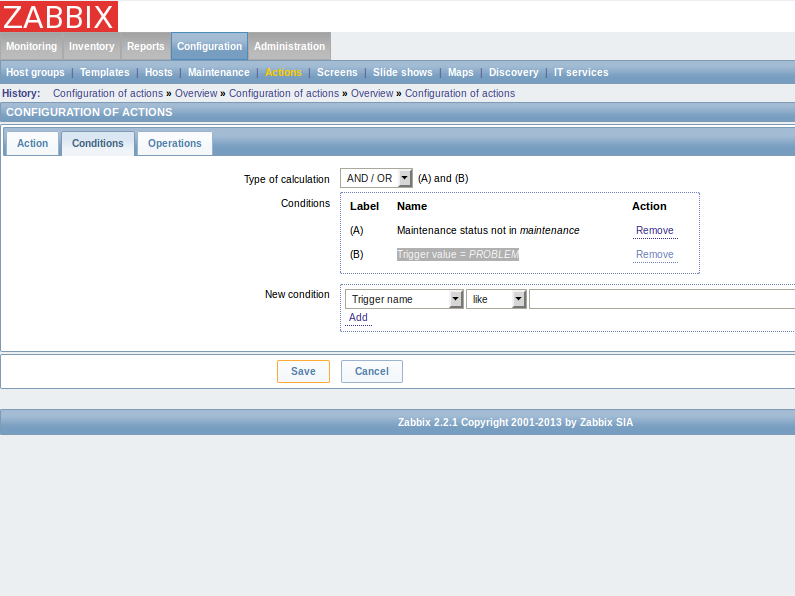 ZABBIX
Monitoring Inventory Reports Configuration Administration
Host groups | Templates | Hosts | Maintenance | Actions | Screens | Slide shows | Maps | Discovery | IT services
History: Configuration of actions » Overview » Configuration of actions » Overview » Configuration of actions
CONFIGURATION OF ACTIONS
Action Conditions Operations
Type of calculation AND / OR (A) and (B)
Conditions Label Name Action
(A) Maintenance status not in maintenance Remove
(B) Trigger value = PROBLEM Remove
New condition Trigger name like
Add
Save Cancel
Zabbix 2.2.1 Copyright 2001-2013 by Zabbix SIA